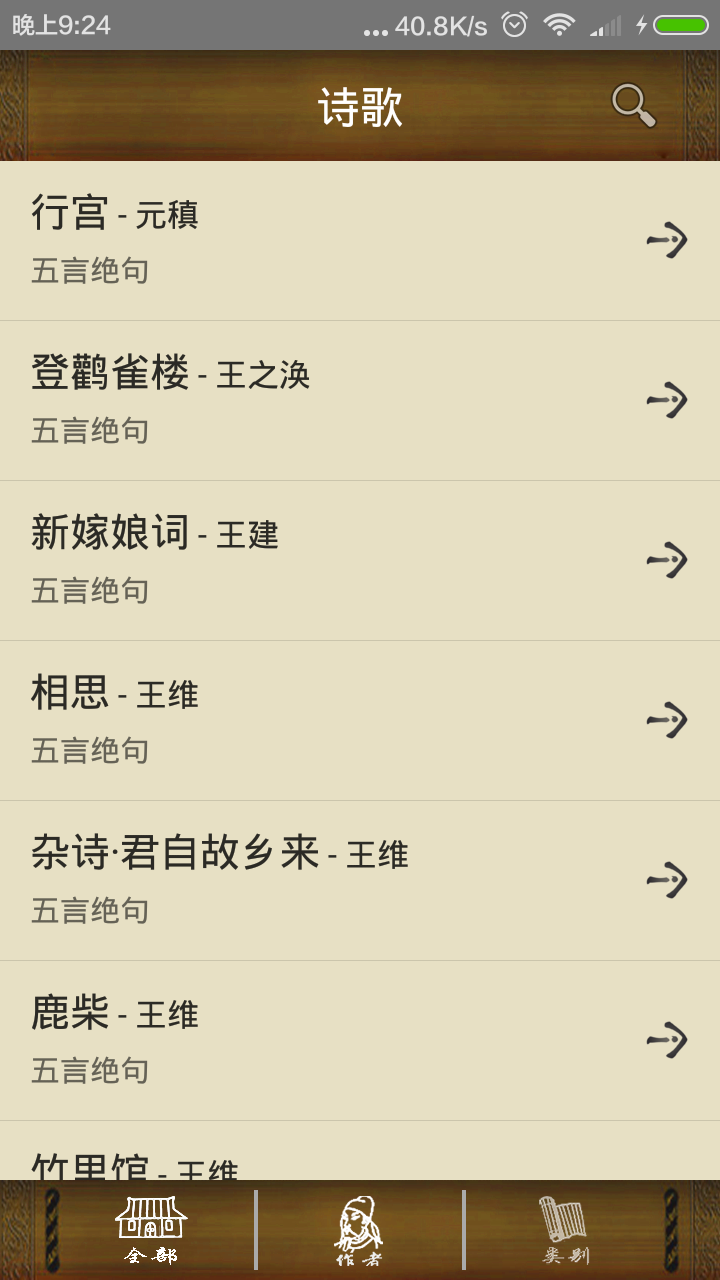 晚上9:24
... 40.8K/s
诗歌
行宫 - 元稹
五言绝句
登鹳雀楼 - 王之涣
五言绝句
新嫁娘词 - 王建
五言绝句
相思 - 王维
五言绝句
杂诗·君自故乡来 - 王维
五言绝句
鹿柴 - 王维
五言绝句
竹里馆 - 王维
全部
作者
类别